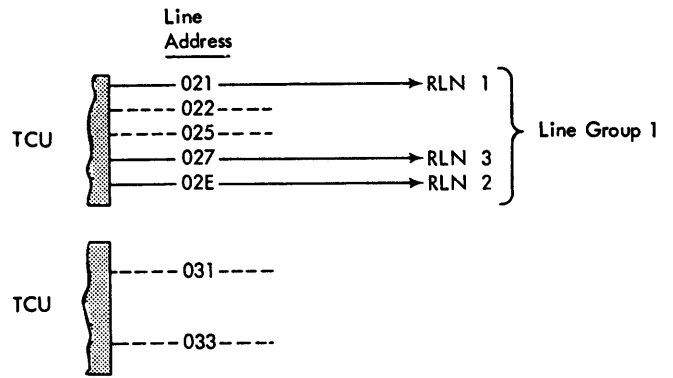 Line
Address
021 RLN 1
022
TCU 025 Line Group 1
027 RLN 3
02E RLN 2
031
TCU
033